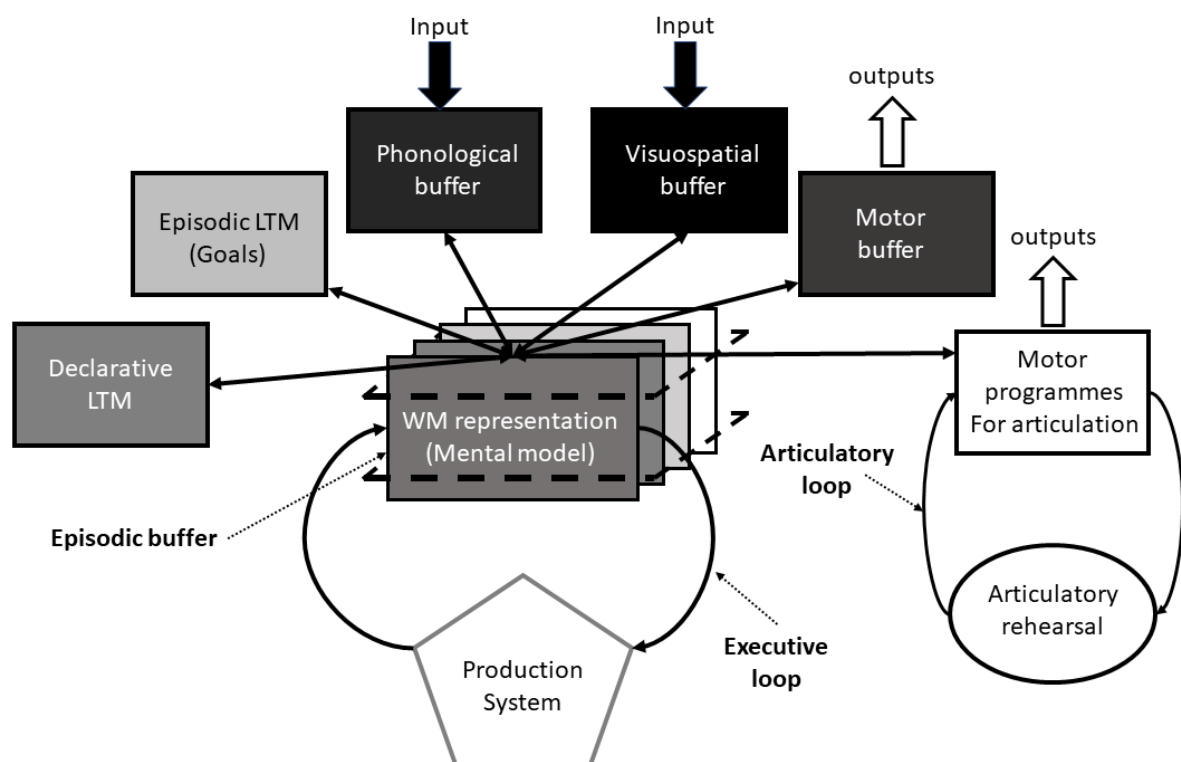 Input
Input
outputs
Phonological
buffer
Visuospatial
buffer
Episodic LTM
(Goals)
Motor
buffer
outputs
Declarative
LTM
WM representation
(Mental model)
Motor
programmes
For articulation
Articulatory
loop
Episodic buffer
Articulatory
rehearsal
Executive
loop
Production
System